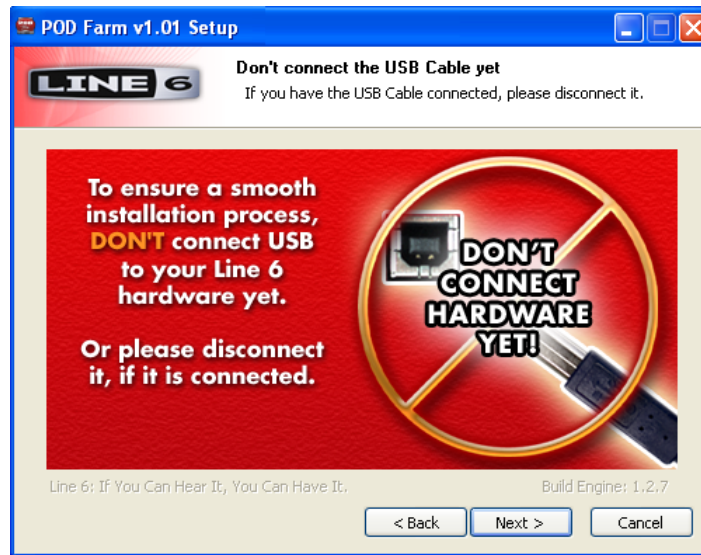 POD Farm v1.01 Setup
LINE 6
Don't connect the USB Cable yet
If you have the USB Cable connected, please disconnect it.
To ensure a smooth
installation process,
DON'T connect USB
to your Line 6
hardware yet.
Or please disconnect
it, if it is connected.
DON'T
CONNECT
HARDWARE
YET!
Line 6: If You Can Hear It, You Can Have It.
Build Engine: 1.2.7
< Back
Next >
Cancel